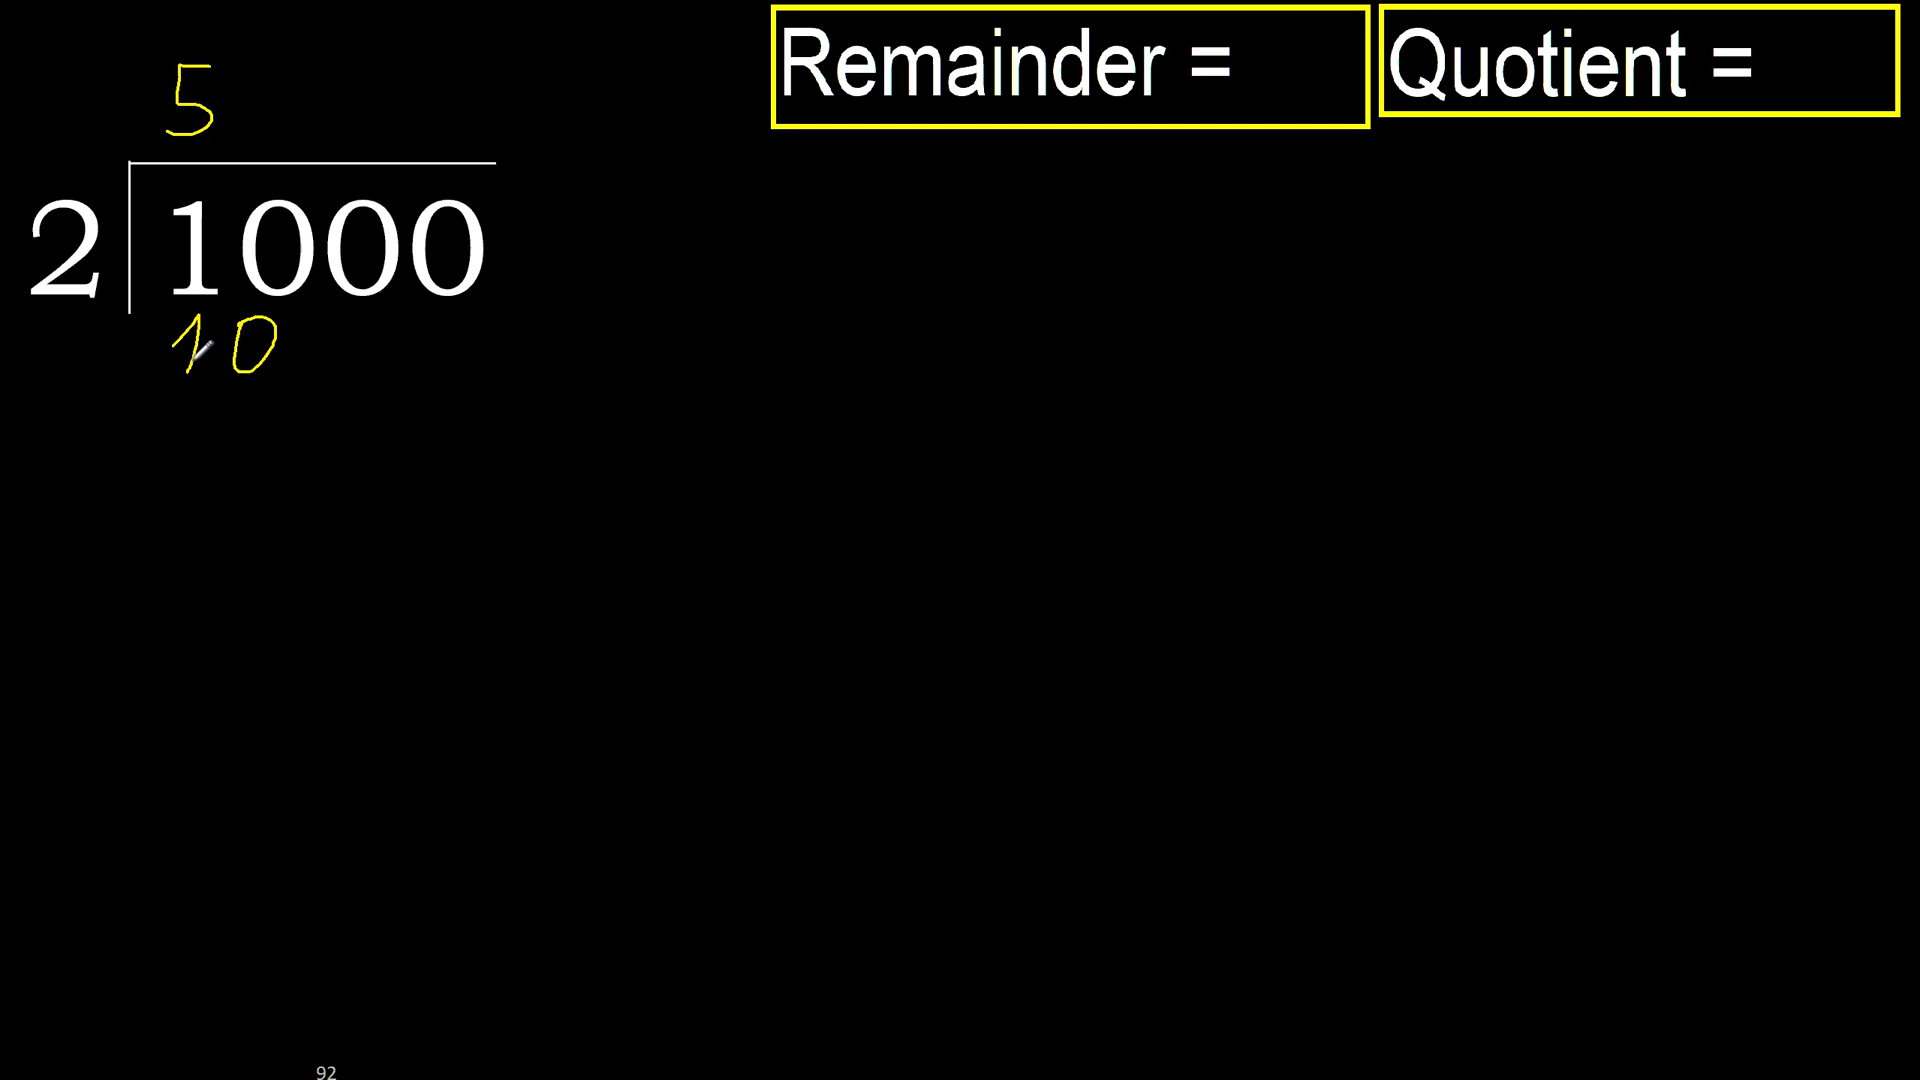 Remainder =
Quotient =
5
2 1000
10
92